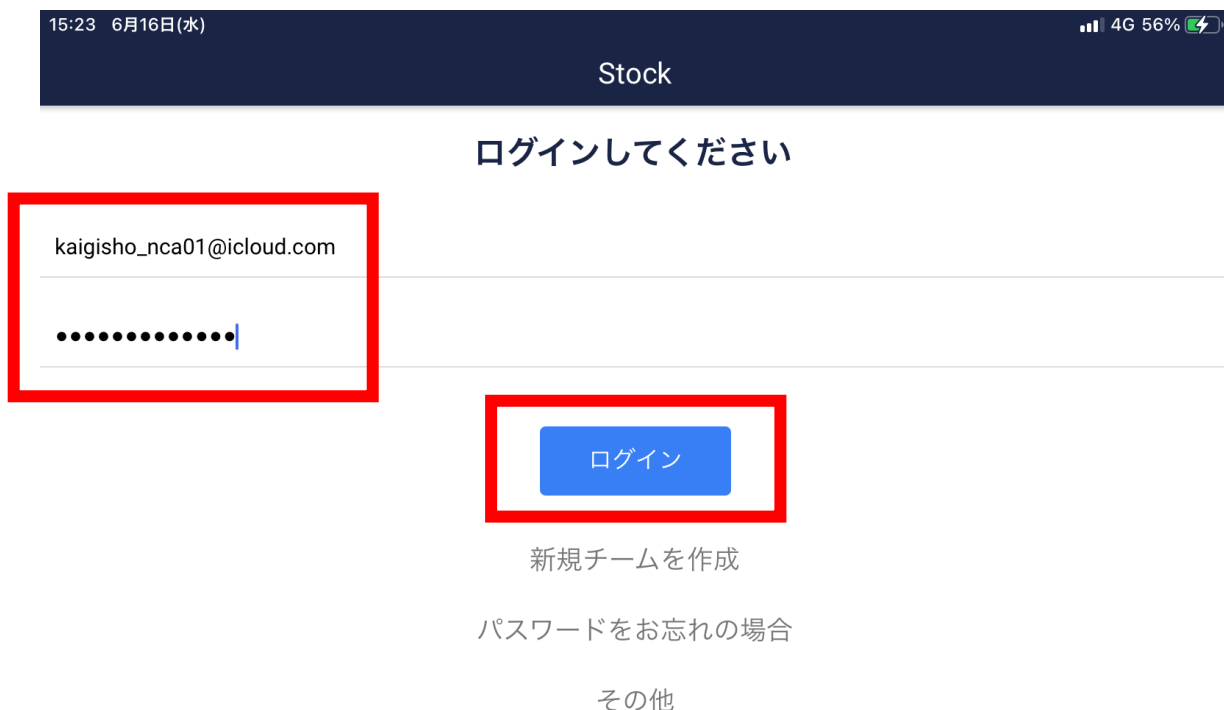 15:23 6月16日(水) 4G 56%
Stock
ログインしてください
kaigisho_nca01@icloud.com
•••••••••••••
ログイン
新規チームを作成
パスワードをお忘れの場合
その他